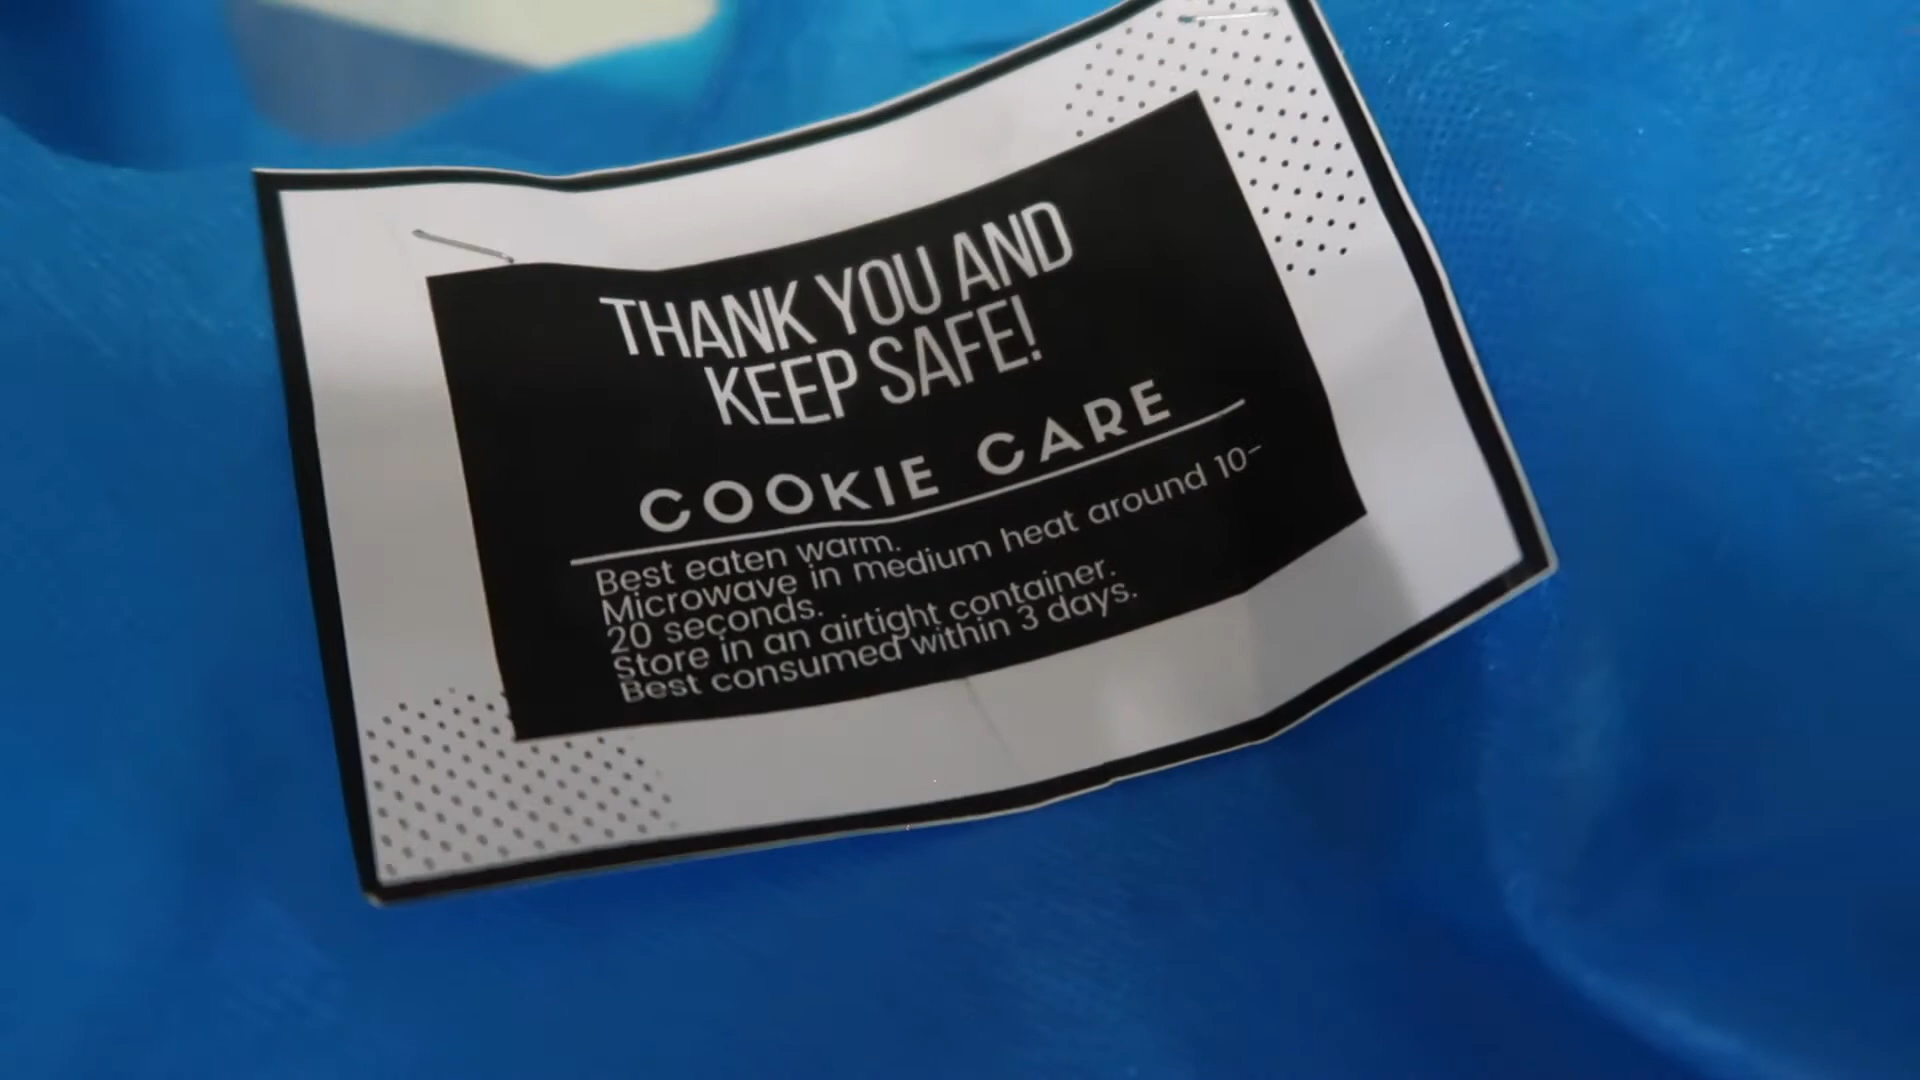 THANK YOU AND
KEEP SAFE!
COOKIE CARE
Best eaten warm.
Microwave in medium heat around 10-
20 seconds.
Store in an airtight container.
Best consumed within 3 days.